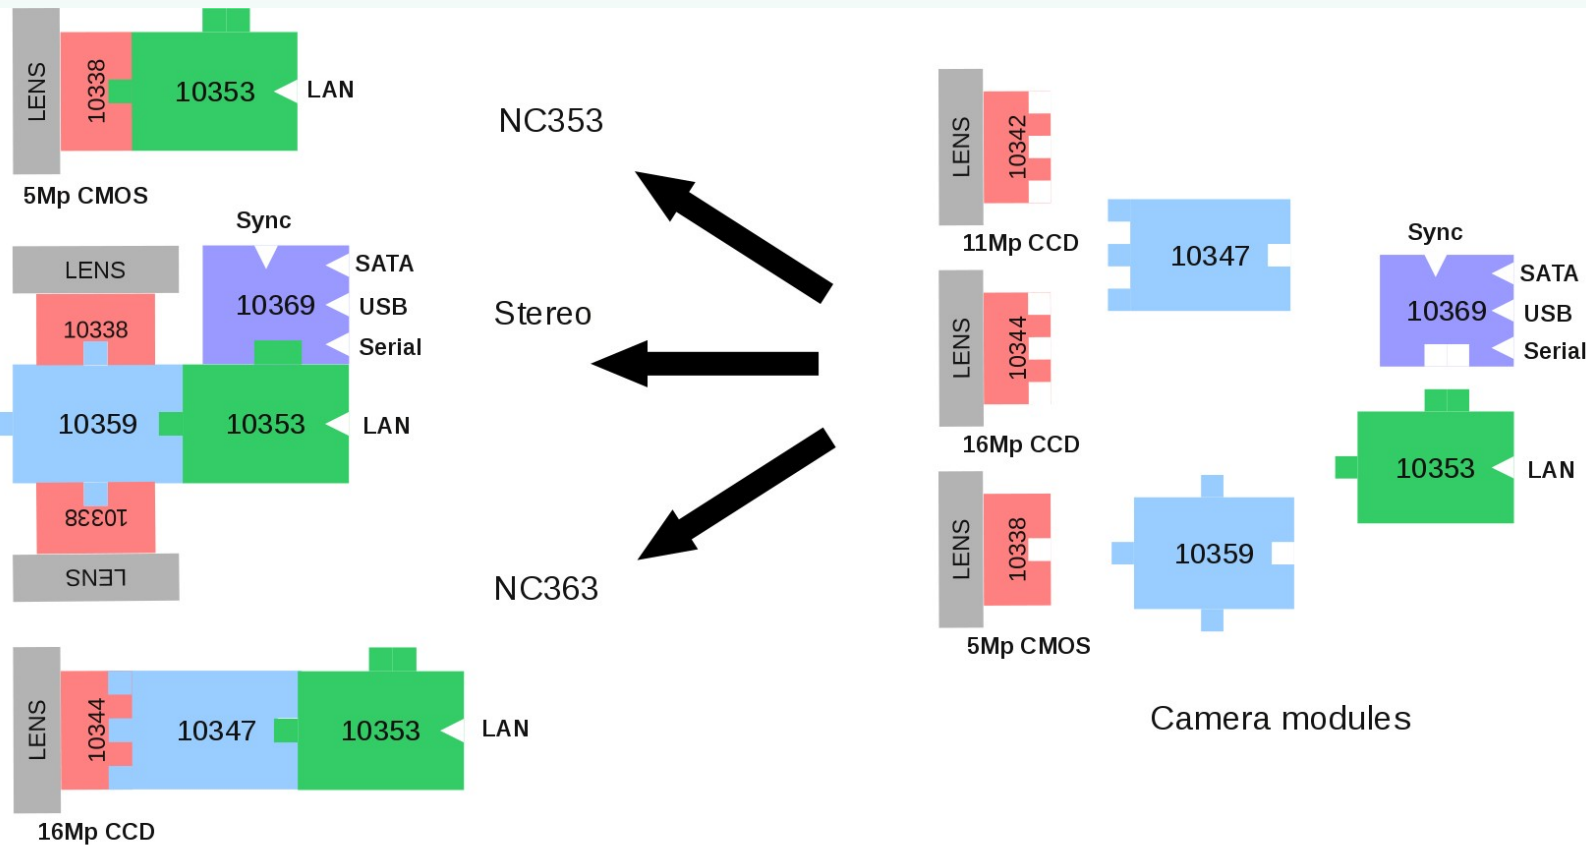 LENS
10338
10353
LAN
5Mp CMOS
NC353
Sync
LENS
10338
10369
SATA
USB
Serial
10359
10353
LAN
10338
LENS
Stereo
NC363
LENS
10344
10347
10353
LAN
16Mp CCD
LENS
10342
11Mp CCD
LENS
10344
16Mp CCD
LENS
10338
5Mp CMOS
10347
10359
Sync
10369
SATA
USB
Serial
10353
LAN
Camera modules